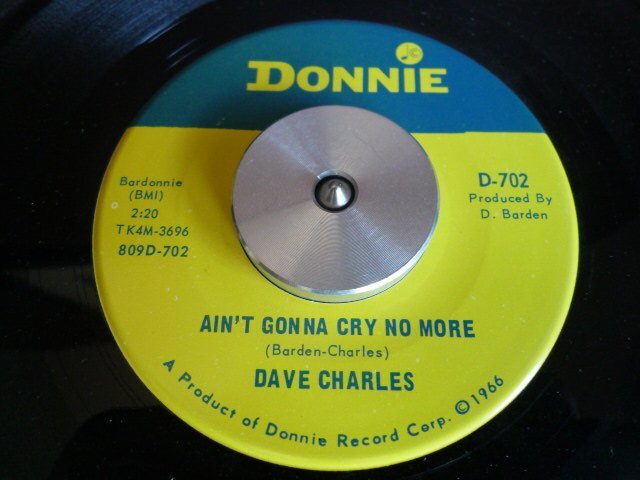 DONNIE
Bardonnie
(BMI)
2:20
TK4M-3696
809D-702
D-702
Produced By
D. Barden
AIN'T GONNA CRY NO MORE
(Barden-Charles)
DAVE CHARLES
A Product of Donnie Record Corp. ©1966